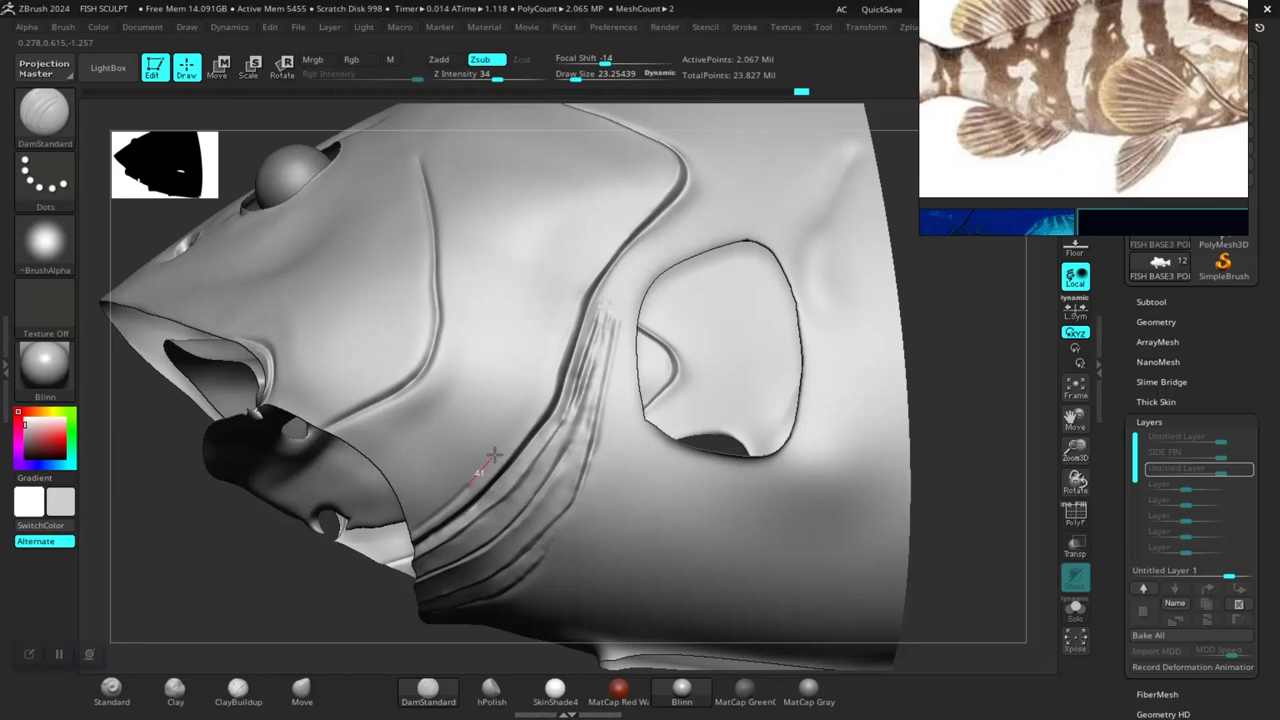 ZBrush 2024 FISH SCULPT • Free Mem 14.091GB • Active Mem 5455 • Scratch Disk 998 • Timer▸0.014 ATime▸1.118 • PolyCount▸2.065 MP • MeshCount▸2 AC QuickSave
Alpha Brush Color Document Draw Dynamics Edit File Layer Light Macro Marker Material Movie Picker Preferences Render Stencil Stroke Texture Tool Transform
0.278,0.615,-1.257
Projection Master
LightBox
Edit
Draw
Move
Scale
Rotate
Mrgb
Rgb
M
Rgb Intensity
Zadd
Zsub
Zcut
Z Intensity 34
Focal Shift -14
Draw Size 23.25439
Dynamic
ActivePoints: 2.067 Mil
TotalPoints: 23.827 Mil
DamStandard
Dots
~BrushAlpha
Texture Off
Blinn
Gradient
SwitchColor
Alternate
41
Floor
Dynamic
Local
L.Sym
XYZ
Frame
Move
Zoom3D
Rotate
PolyF
Transp
Ghost
Dynamic
Solo
Xpose
FISH BASE3 POI
PolyMesh3D
12
FISH BASE3 POI
SimpleBrush
Subtool
Geometry
ArrayMesh
NanoMesh
Slime Bridge
Thick Skin
Layers
Untitled Layer
SIDE FIN
Untitled Layer
Layer
Layer
Layer
Layer
Layer
Untitled Layer 1
Name
Bake All
Import MDD
MDD Speed
Record Deformation Animation
FiberMesh
Geometry HD
Standard
Clay
ClayBuildup
Move
DamStandard
hPolish
SkinShade4
MatCap Red Wa
Blinn
MatCap GreenC
MatCap Gray